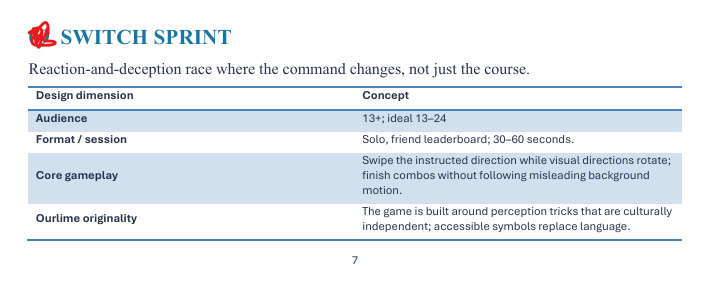 SWITCH SPRINT
Reaction-and-deception race where the command changes, not just the course.
Design dimension Concept
Audience 13+; ideal 13–24
Format / session Solo, friend leaderboard; 30–60 seconds.
Core gameplay Swipe the instructed direction while visual directions rotate;
finish combos without following misleading background
motion.
Ourlime originality The game is built around perception tricks that are culturally
independent; accessible symbols replace language.
7